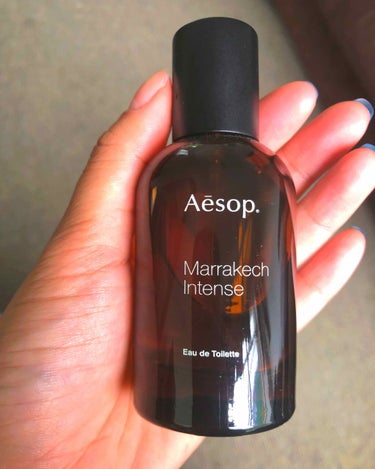 Aēsop.
Marrakech
Intense
Eau de Toilette